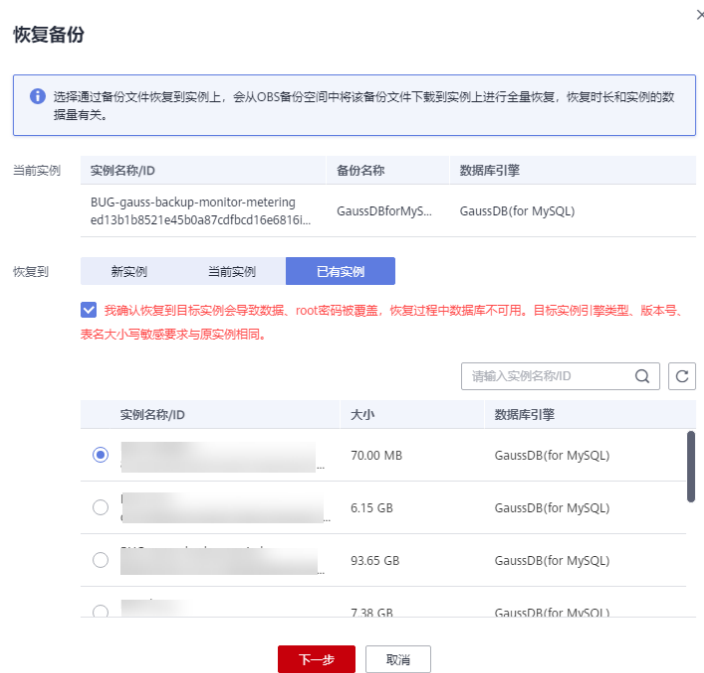 恢复备份
选择通过备份文件恢复到实例上，会从OBS备份空间中将该备份文件下载到实例上进行全量恢复，恢复时长和实例的数
据量有关。
当前实例 实例名称/ID 备份名称 数据库引擎
BUG-gauss-backup-monitor-metering
ed13b1b8521e45b0a87cdfbcd16e6816i... GaussDBforMyS... GaussDB(for MySQL)
恢复到 新实例 当前实例 已有实例
我确认恢复到目标实例会导致数据、root密码被覆盖，恢复过程中数据库不可用。目标实例引擎类型、版本号、
表名大小写敏感要求与原实例相同。
请输入实例名称/ID
实例名称/ID 大小 数据库引擎
... 70.00 MB GaussDB(for MySQL)
... 6.15 GB GaussDB(for MySQL)
... 93.65 GB GaussDB(for MySQL)
7.38 GB GaussDB(for MySQL)
下一步 取消